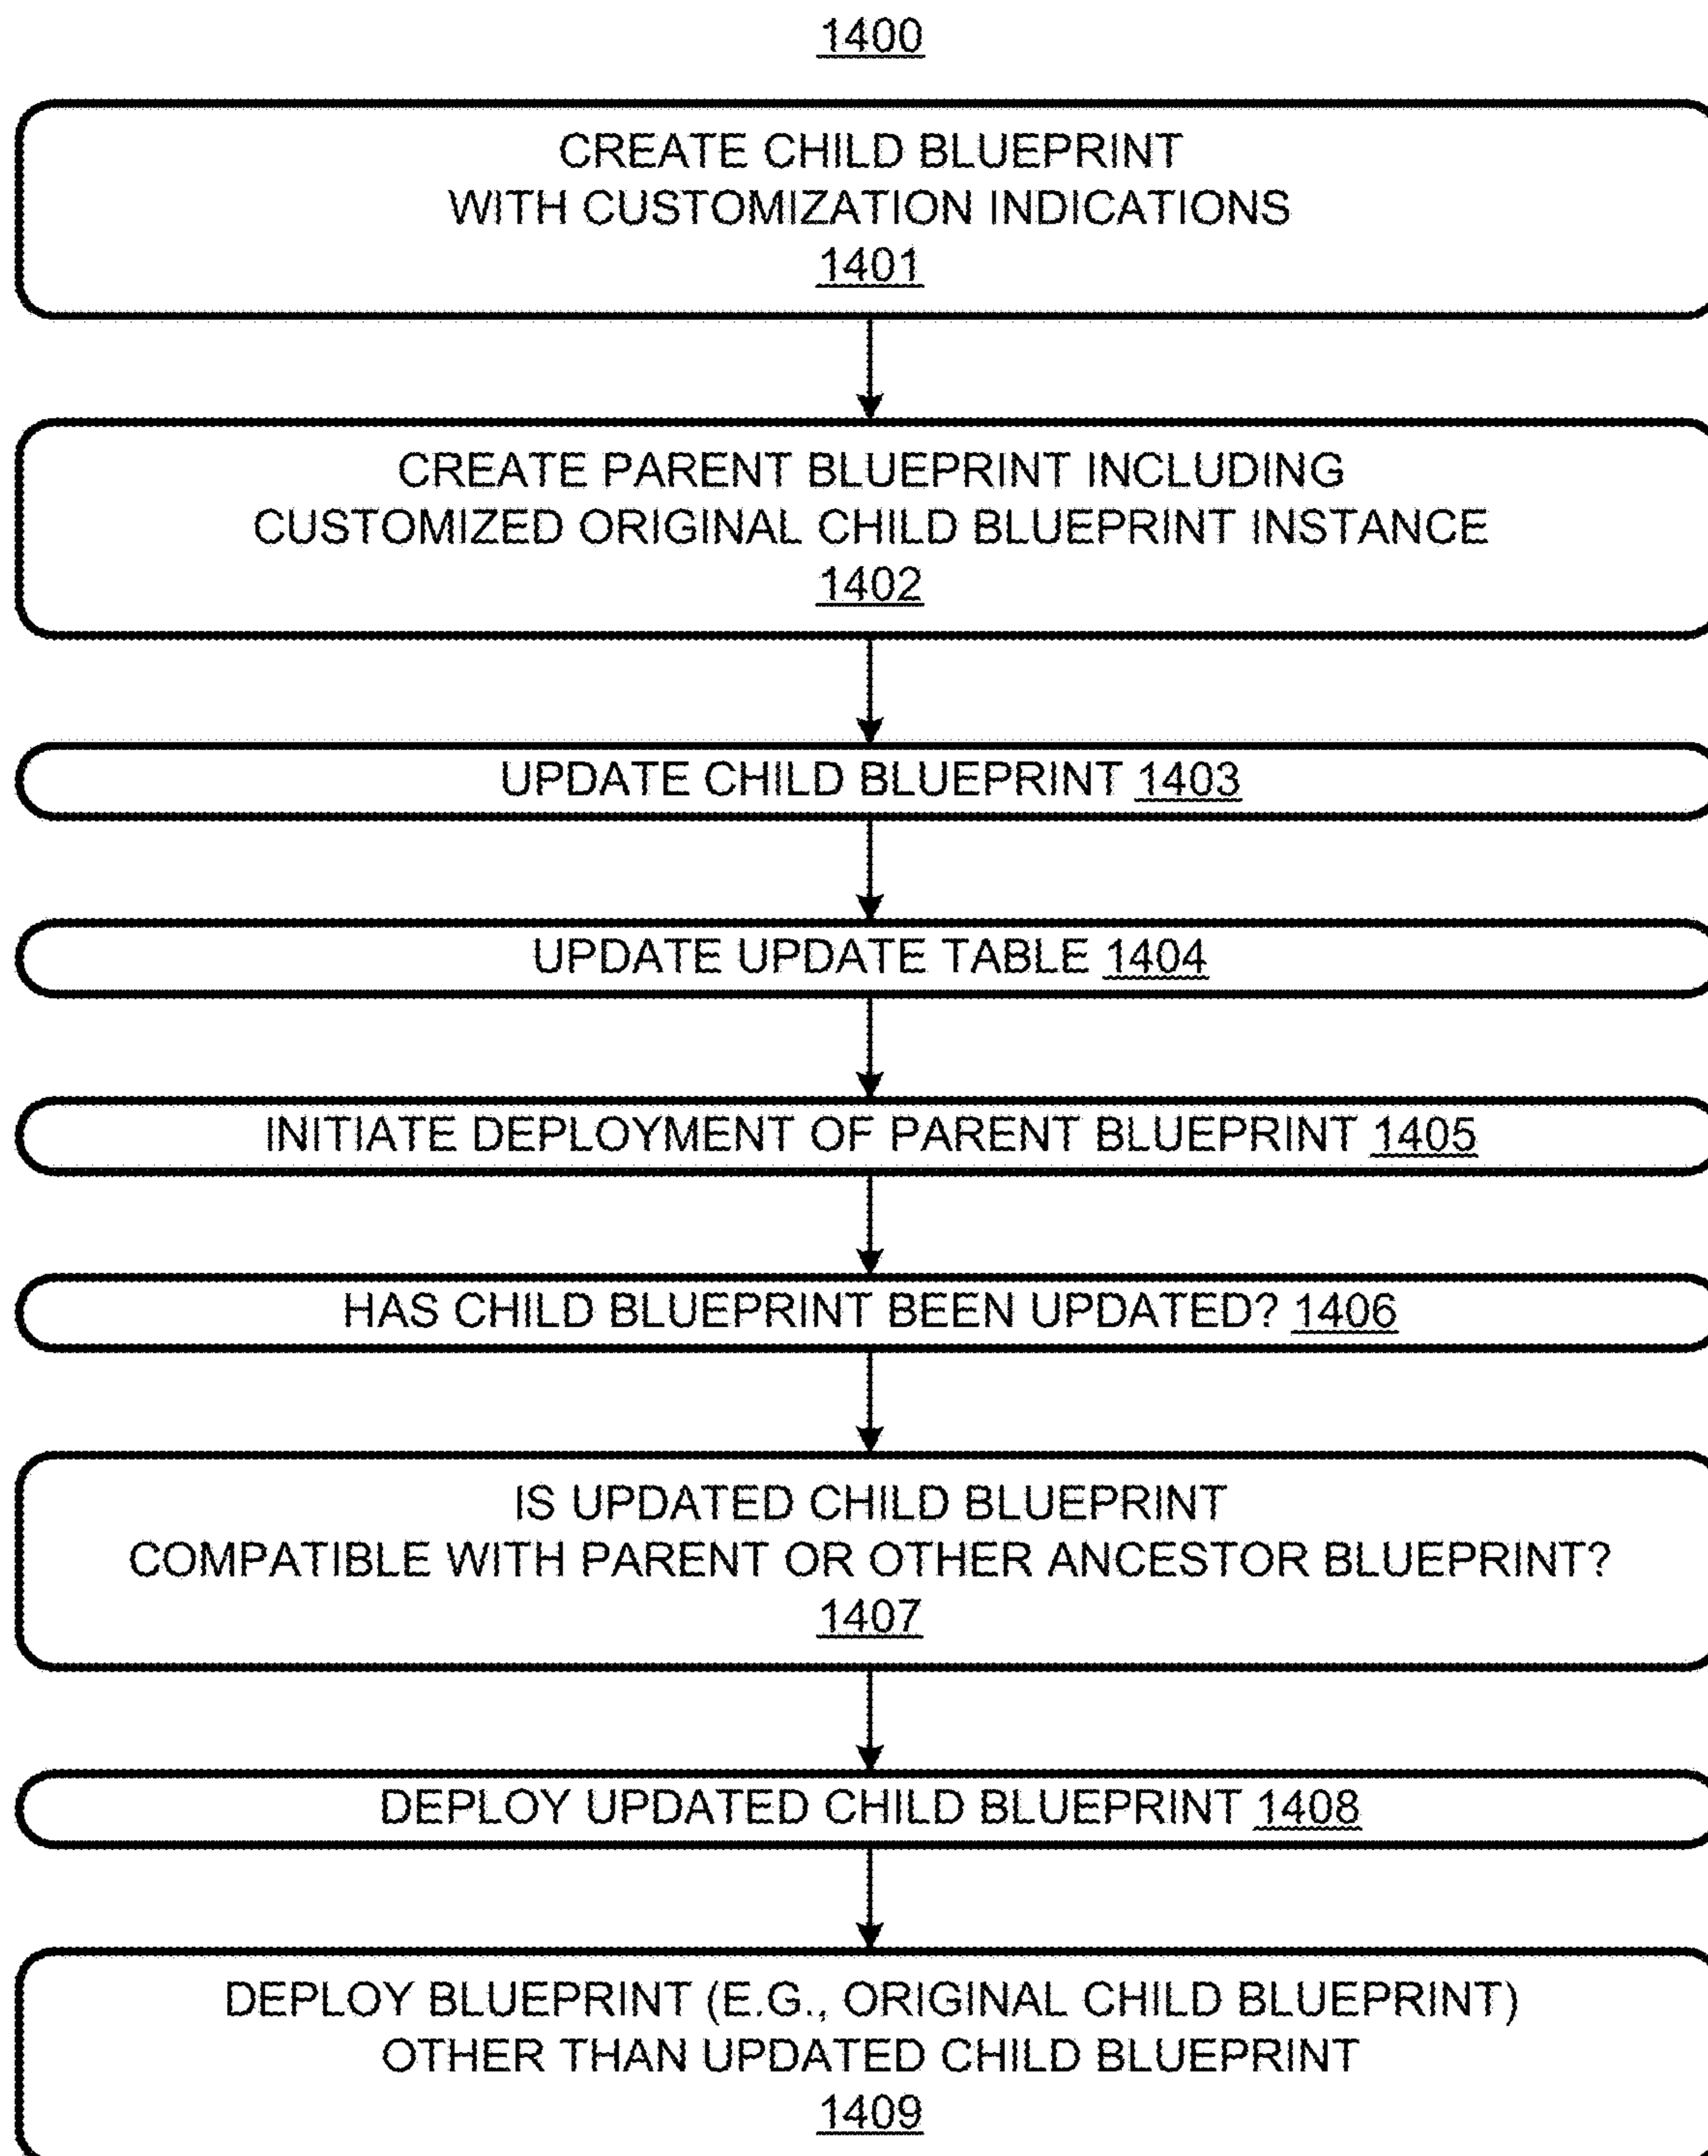 1400
CREATE CHILD BLUEPRINT
WITH CUSTOMIZATION INDICATIONS
1401
CREATE PARENT BLUEPRINT INCLUDING
CUSTOMIZED ORIGINAL CHILD BLUEPRINT INSTANCE
1402
UPDATE CHILD BLUEPRINT 1403
UPDATE UPDATE TABLE 1404
INITIATE DEPLOYMENT OF PARENT BLUEPRINT 1405
HAS CHILD BLUEPRINT BEEN UPDATED? 1406
IS UPDATED CHILD BLUEPRINT
COMPATIBLE WITH PARENT OR OTHER ANCESTOR BLUEPRINT?
1407
DEPLOY UPDATED CHILD BLUEPRINT 1408
DEPLOY BLUEPRINT (E.G., ORIGINAL CHILD BLUEPRINT)
OTHER THAN UPDATED CHILD BLUEPRINT
1409